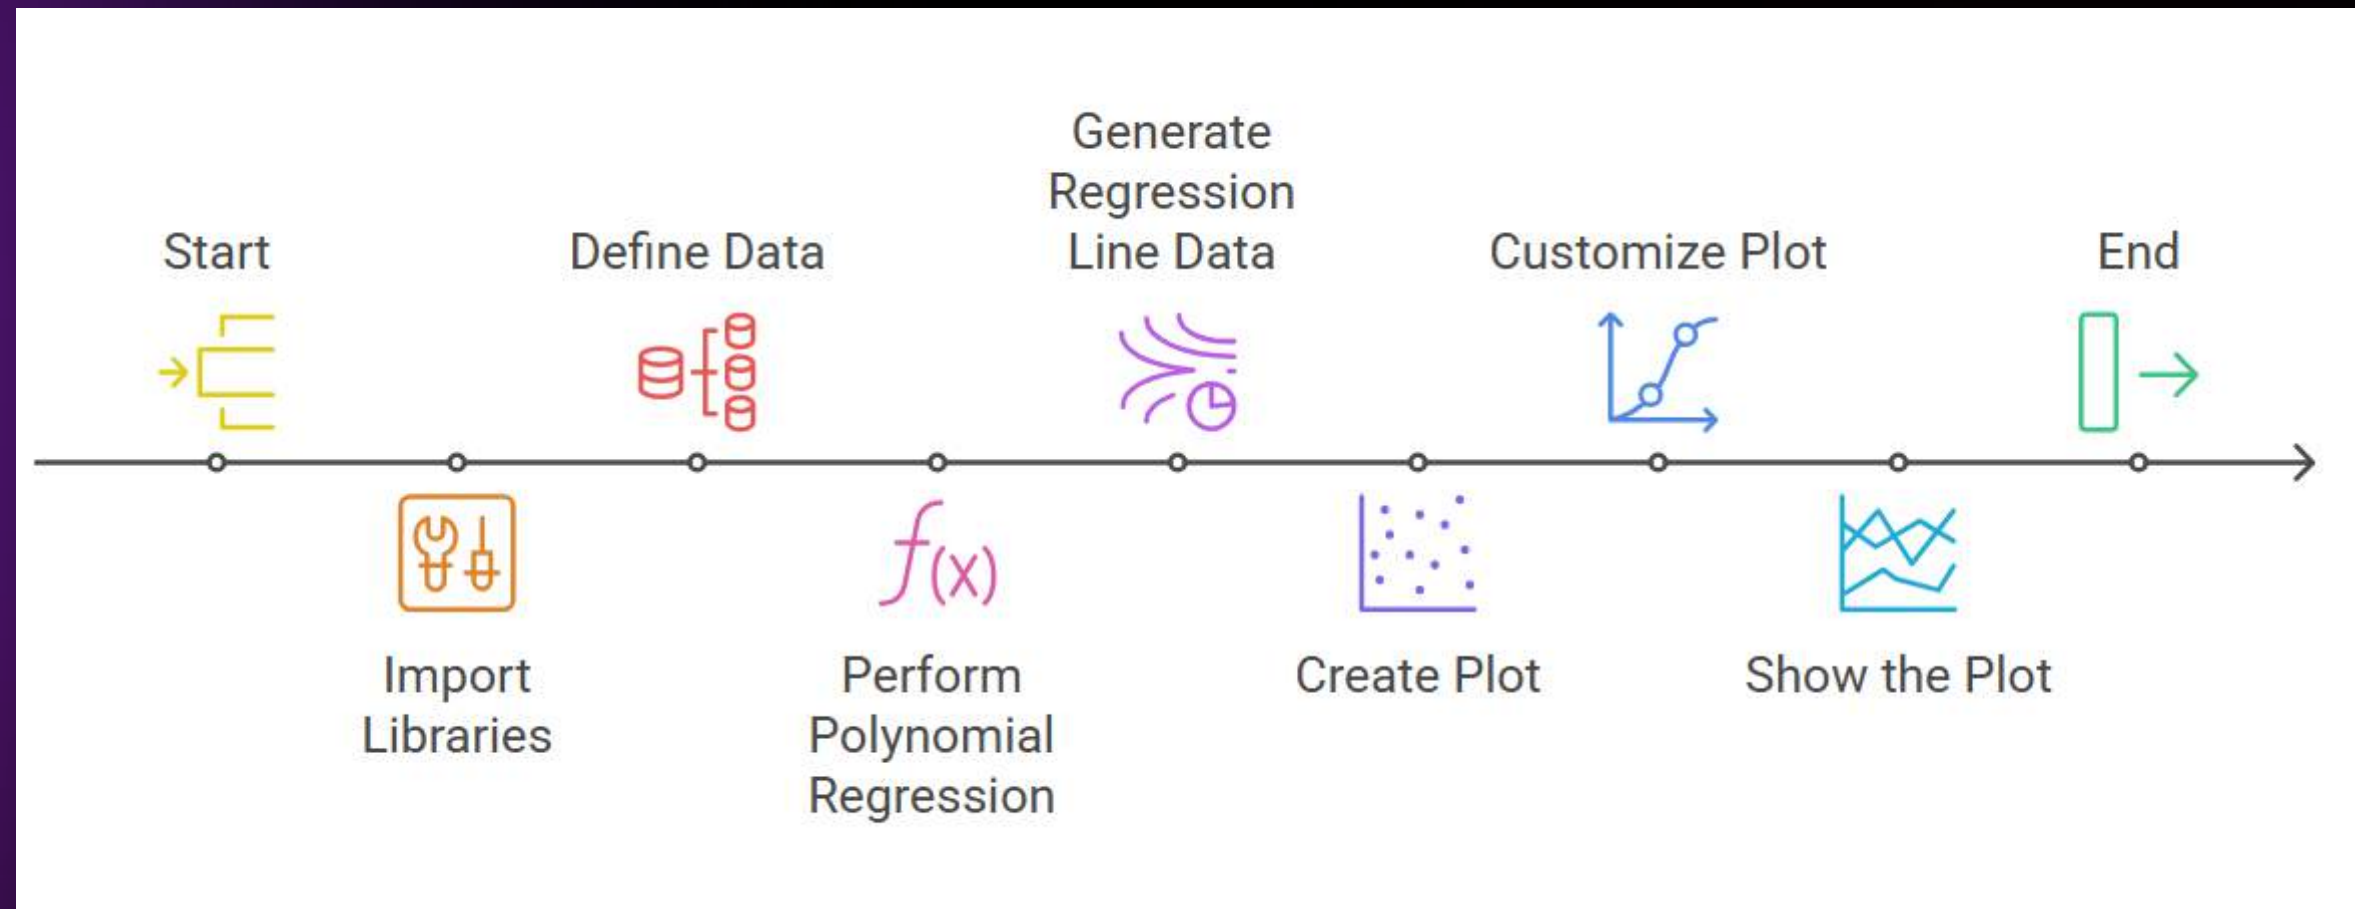 Start
Import
Libraries
Define Data
f(x)
Perform
Polynomial
Regression
Generate
Regression
Line Data
Create Plot
Customize Plot
Show the Plot
End